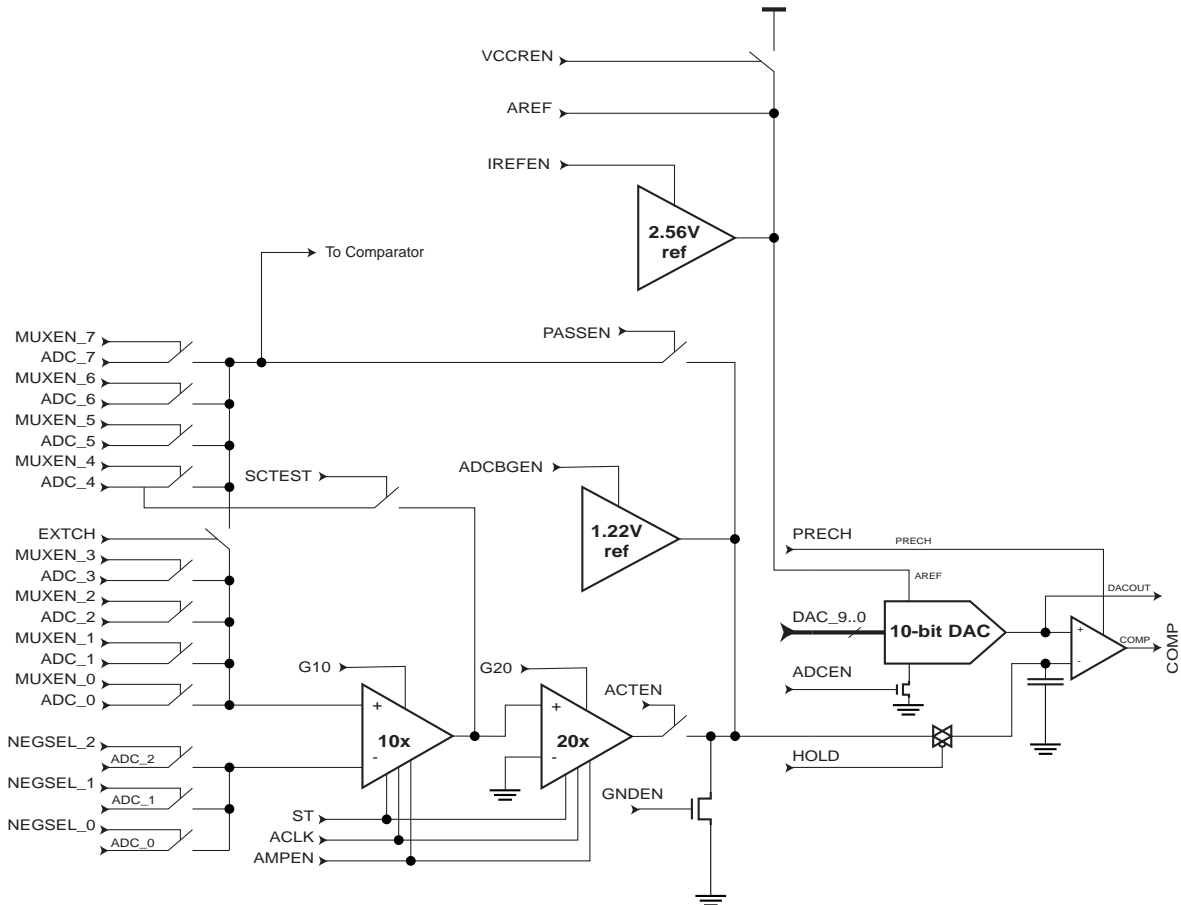 VCCREN
AREF
IREFEN
2.56V
ref
To Comparator
PASSEN
MUXEN_7
ADC_7
MUXEN_6
ADC_6
MUXEN_5
ADC_5
MUXEN_4
ADC_4
SCTEST
ADCBGEN
1.22V
ref
EXTCH
MUXEN_3
ADC_3
MUXEN_2
ADC_2
MUXEN_1
ADC_1
MUXEN_0
ADC_0
PRECH
PRECH
AREF
DACOUT
DAC_9..0
10-bit DAC
+
-
COMP
COMP
ADCEN
G10
G20
ACTEN
+
10x
-
+
20x
-
NEGSEL_2
ADC_2
NEGSEL_1
ADC_1
NEGSEL_0
ADC_0
HOLD
GNDEN
ST
ACLK
AMPEN